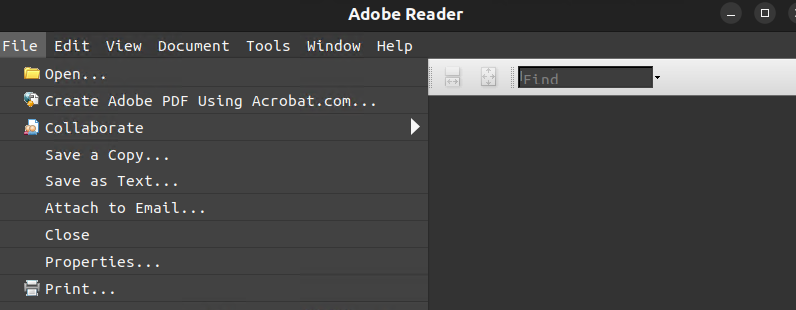 Adobe Reader
File Edit View Document Tools Window Help
Open...
Create Adobe PDF Using Acrobat.com...
Collaborate
Save a Copy...
Save as Text...
Attach to Email...
Close
Properties...
Print...
Find